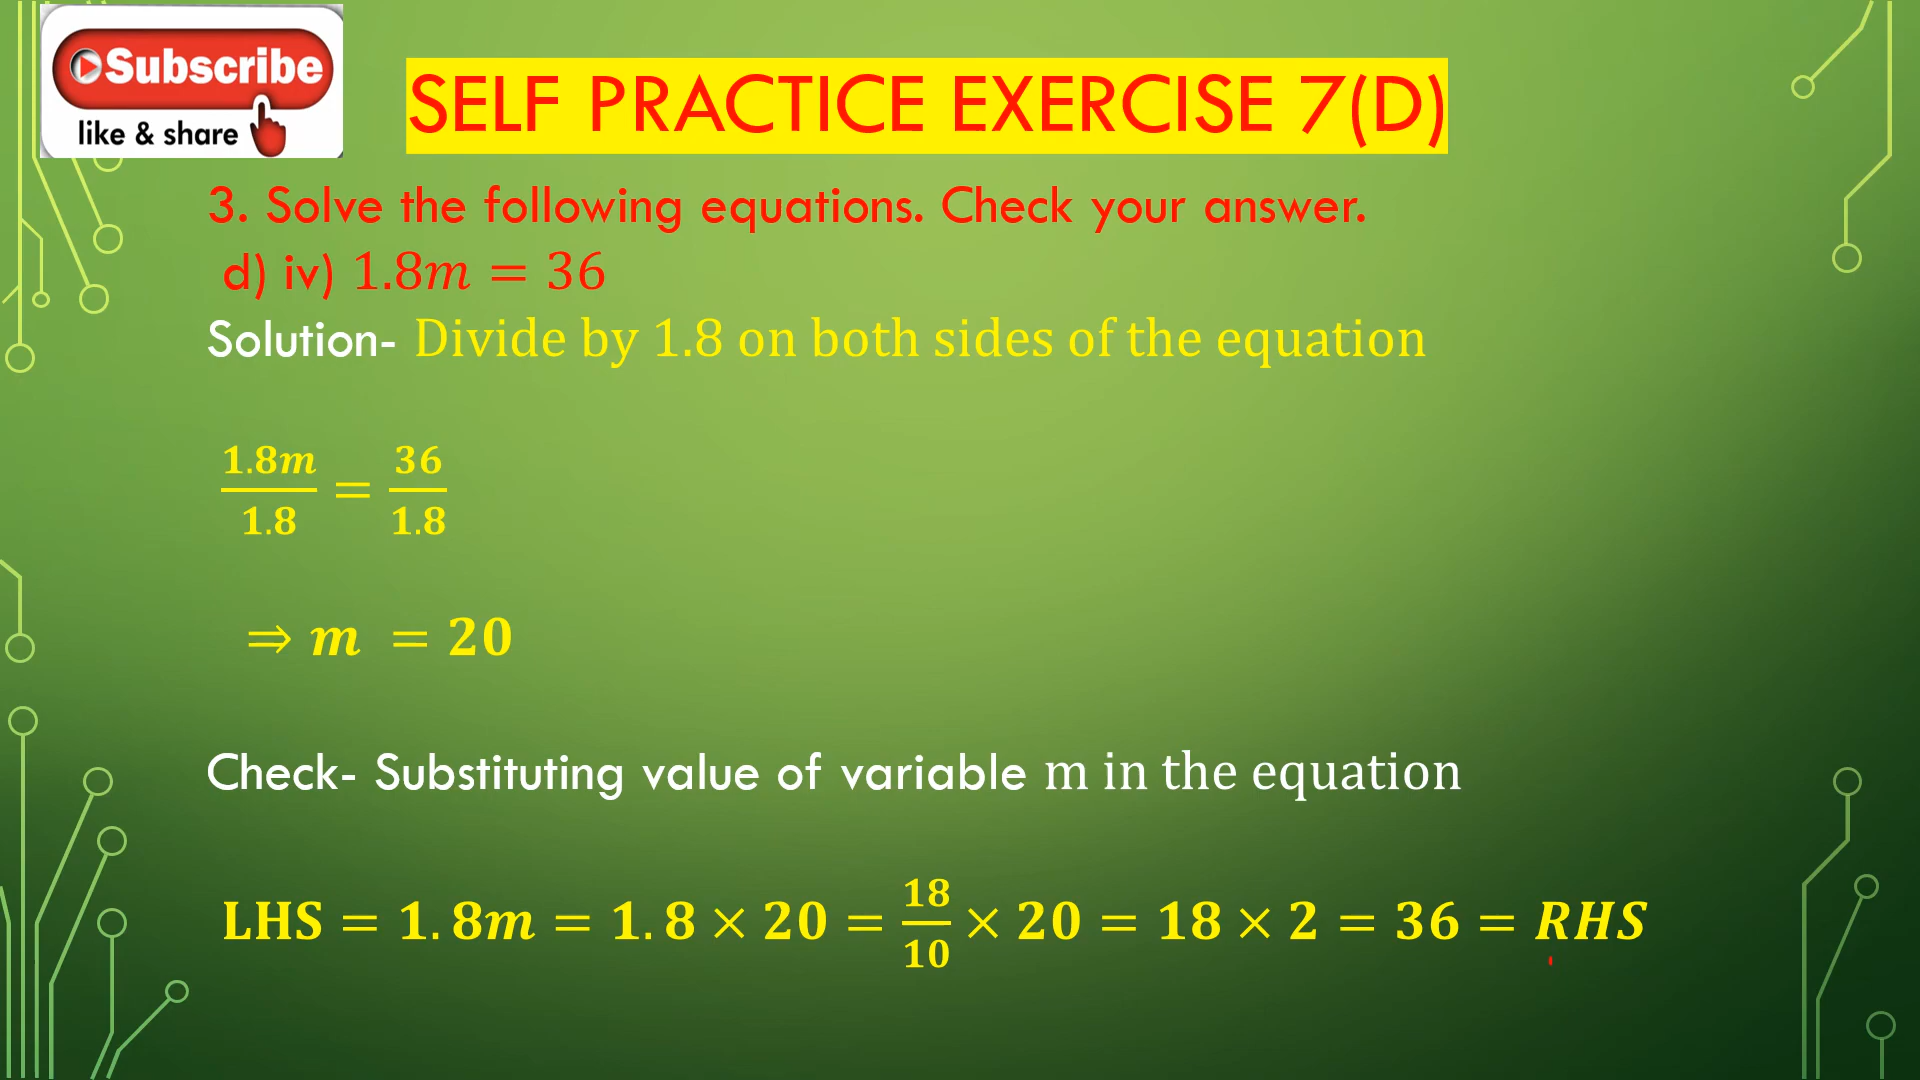 Subscribe
like & share
SELF PRACTICE EXERCISE 7(D)
3. Solve the following equations. Check your answer.
d) iv) 1.8m = 36
Solution- Divide by 1.8 on both sides of the equation
1.8m/1.8 = 36/1.8
⇒ m = 20
Check- Substituting value of variable m in the equation
LHS = 1.8m = 1.8 × 20 = 18/10 × 20 = 18 × 2 = 36 = RHS